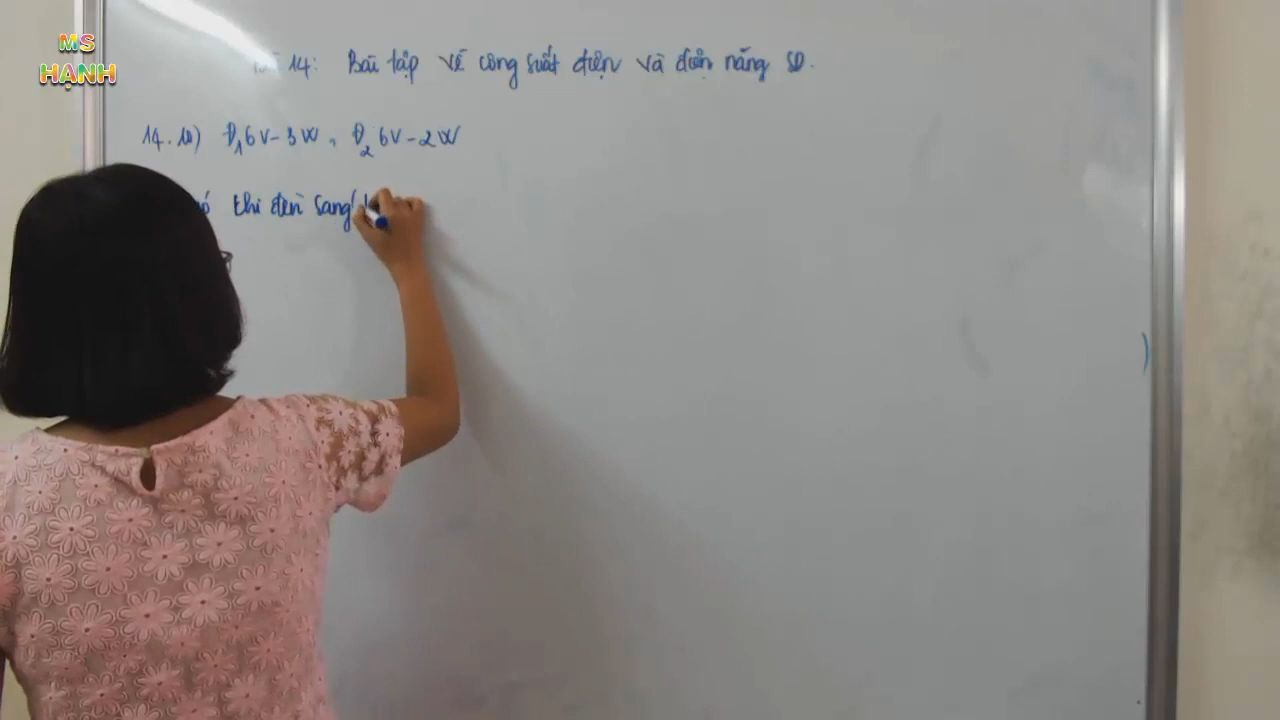 MS
HẠNH
14: Bài tập về công suất điện và điện năng SD.
14.10) Đ1 6V-3W, Đ2 6V-2W
thì đèn sáng